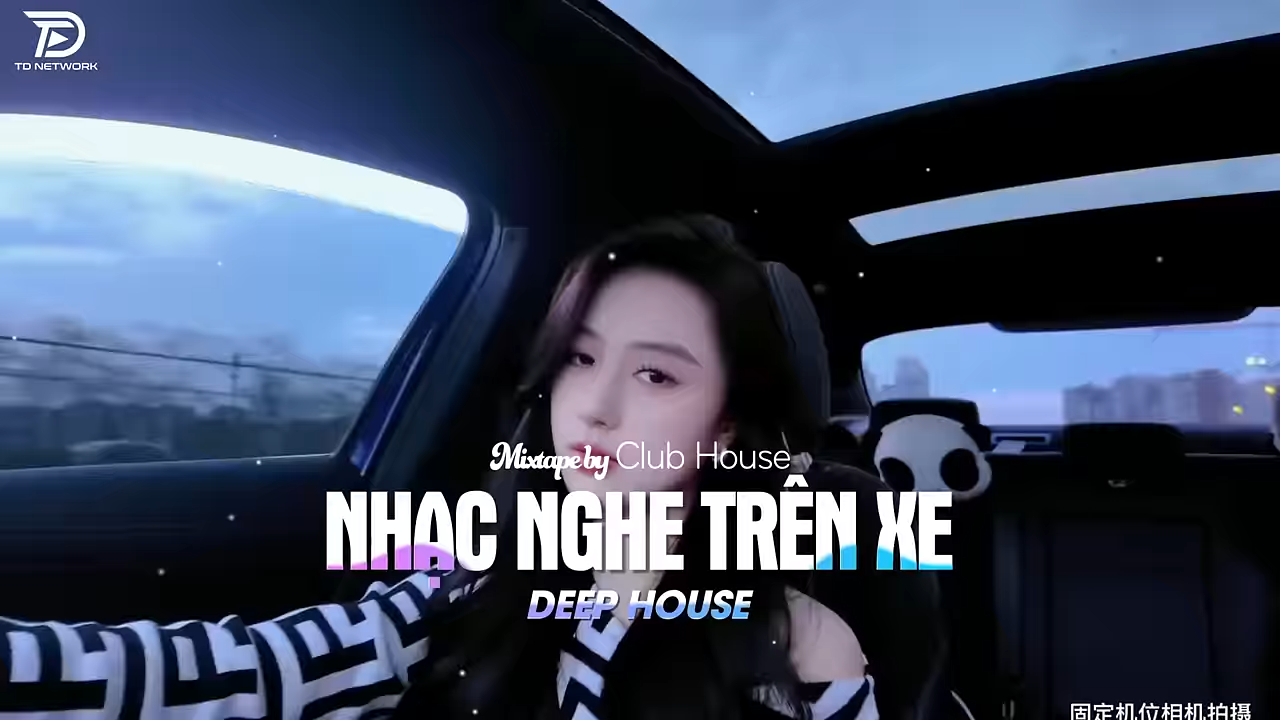 TD NETWORK
Mixtape by Club House
NHẠC NGHE TRÊN XE
DEEP HOUSE
固定机位相机拍摄